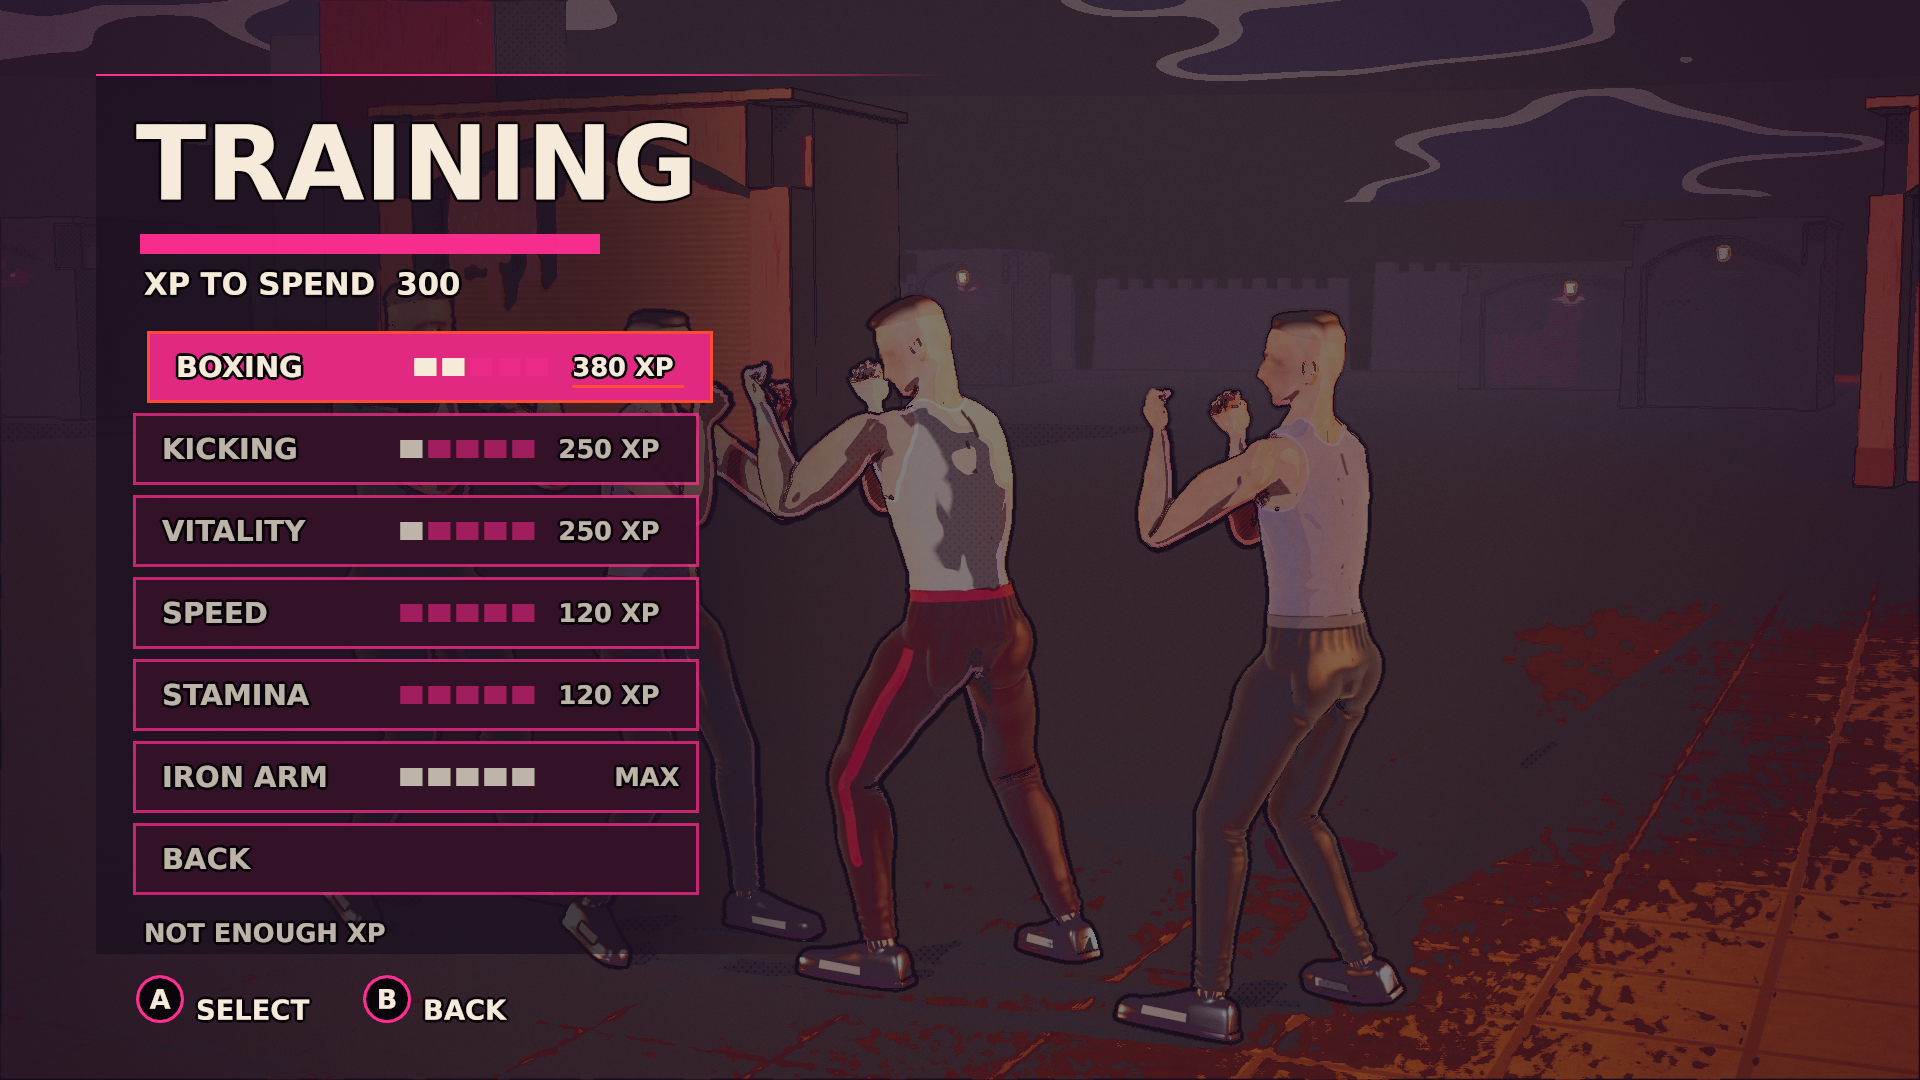 TRAINING
XP TO SPEND 300
BOXING 380 XP
KICKING 250 XP
VITALITY 250 XP
SPEED 120 XP
STAMINA 120 XP
IRON ARM MAX
BACK
NOT ENOUGH XP
A SELECT B BACK